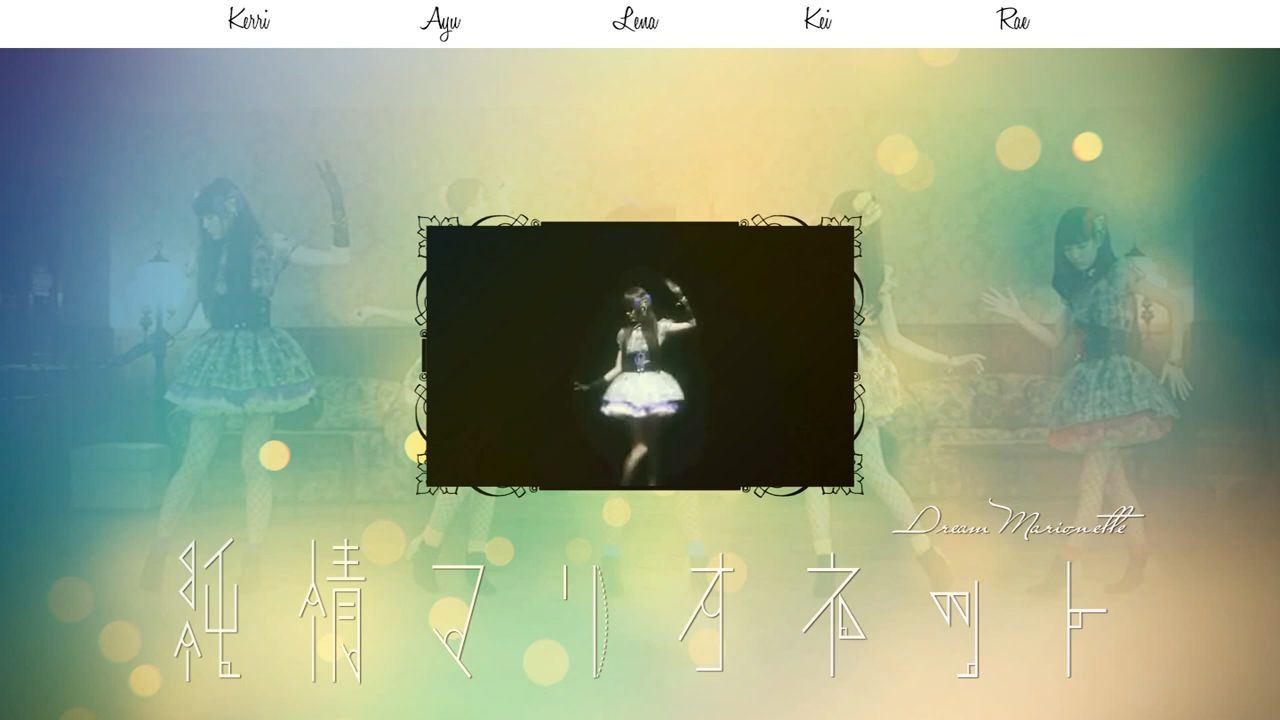 Kerri Ayu Lena Kei Rae
Dream Marionette
純情マリオネット